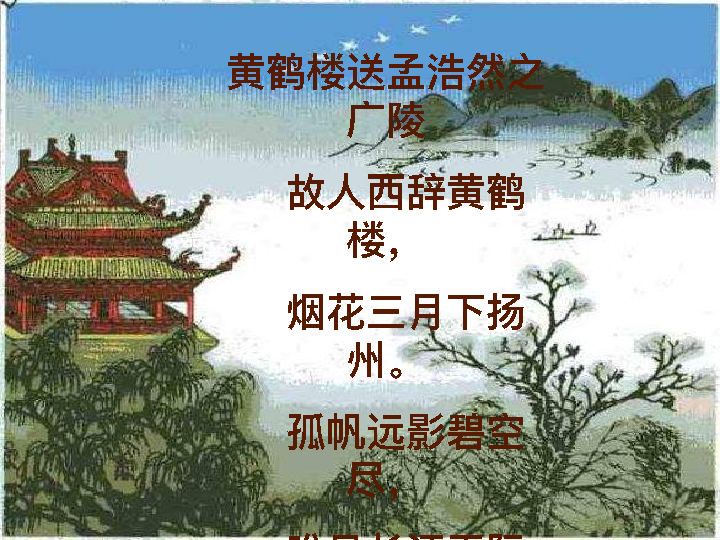 黄鹤楼送孟浩然之
广陵
故人西辞黄鹤
楼，
烟花三月下扬
州。
孤帆远影碧空
尽，